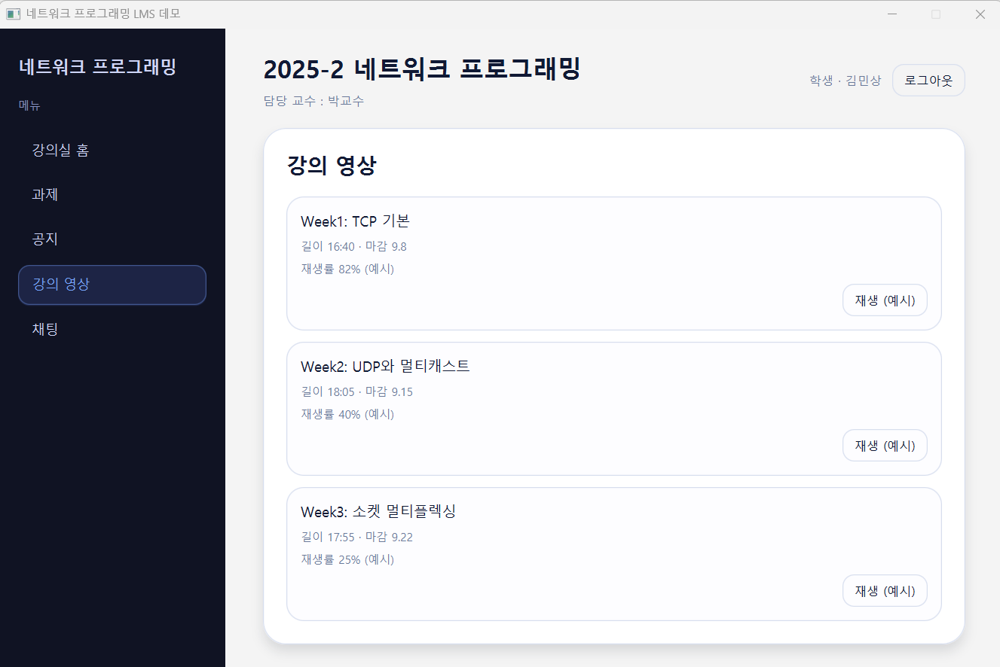 네트워크 프로그래밍 LMS 데모
네트워크 프로그래밍
메뉴
강의실 홈
과제
공지
강의 영상
채팅
2025-2 네트워크 프로그래밍
담당 교수 : 박교수
학생 · 김민상
로그아웃
강의 영상
Week1: TCP 기본
길이 16:40 · 마감 9.8
재생률 82% (예시)
재생 (예시)
Week2: UDP와 멀티캐스트
길이 18:05 · 마감 9.15
재생률 40% (예시)
재생 (예시)
Week3: 소켓 멀티플렉싱
길이 17:55 · 마감 9.22
재생률 25% (예시)
재생 (예시)